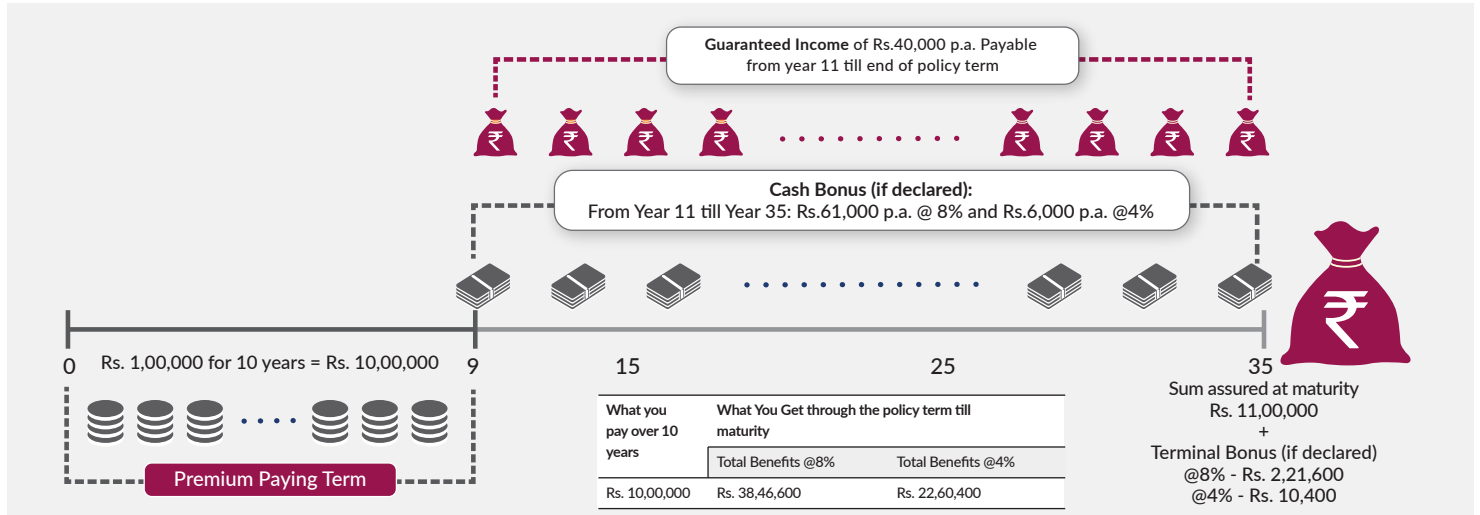 Guaranteed Income of Rs.40,000 p.a. Payable
from year 11 till end of policy term
₹ ₹ ₹ ₹ ₹ ₹ ₹ ₹
Cash Bonus (if declared):
From Year 11 till Year 35: Rs.61,000 p.a. @ 8% and Rs.6,000 p.a. @4%
₹
0 Rs. 1,00,000 for 10 years = Rs. 10,00,000 9 15 25 35
Premium Paying Term
What you
pay over 10
years
What You Get through the policy term till
maturity
Total Benefits @8% Total Benefits @4%
Rs. 10,00,000 Rs. 38,46,600 Rs. 22,60,400
Sum assured at maturity
Rs. 11,00,000
+
Terminal Bonus (if declared)
@8% - Rs. 2,21,600
@4% - Rs. 10,400